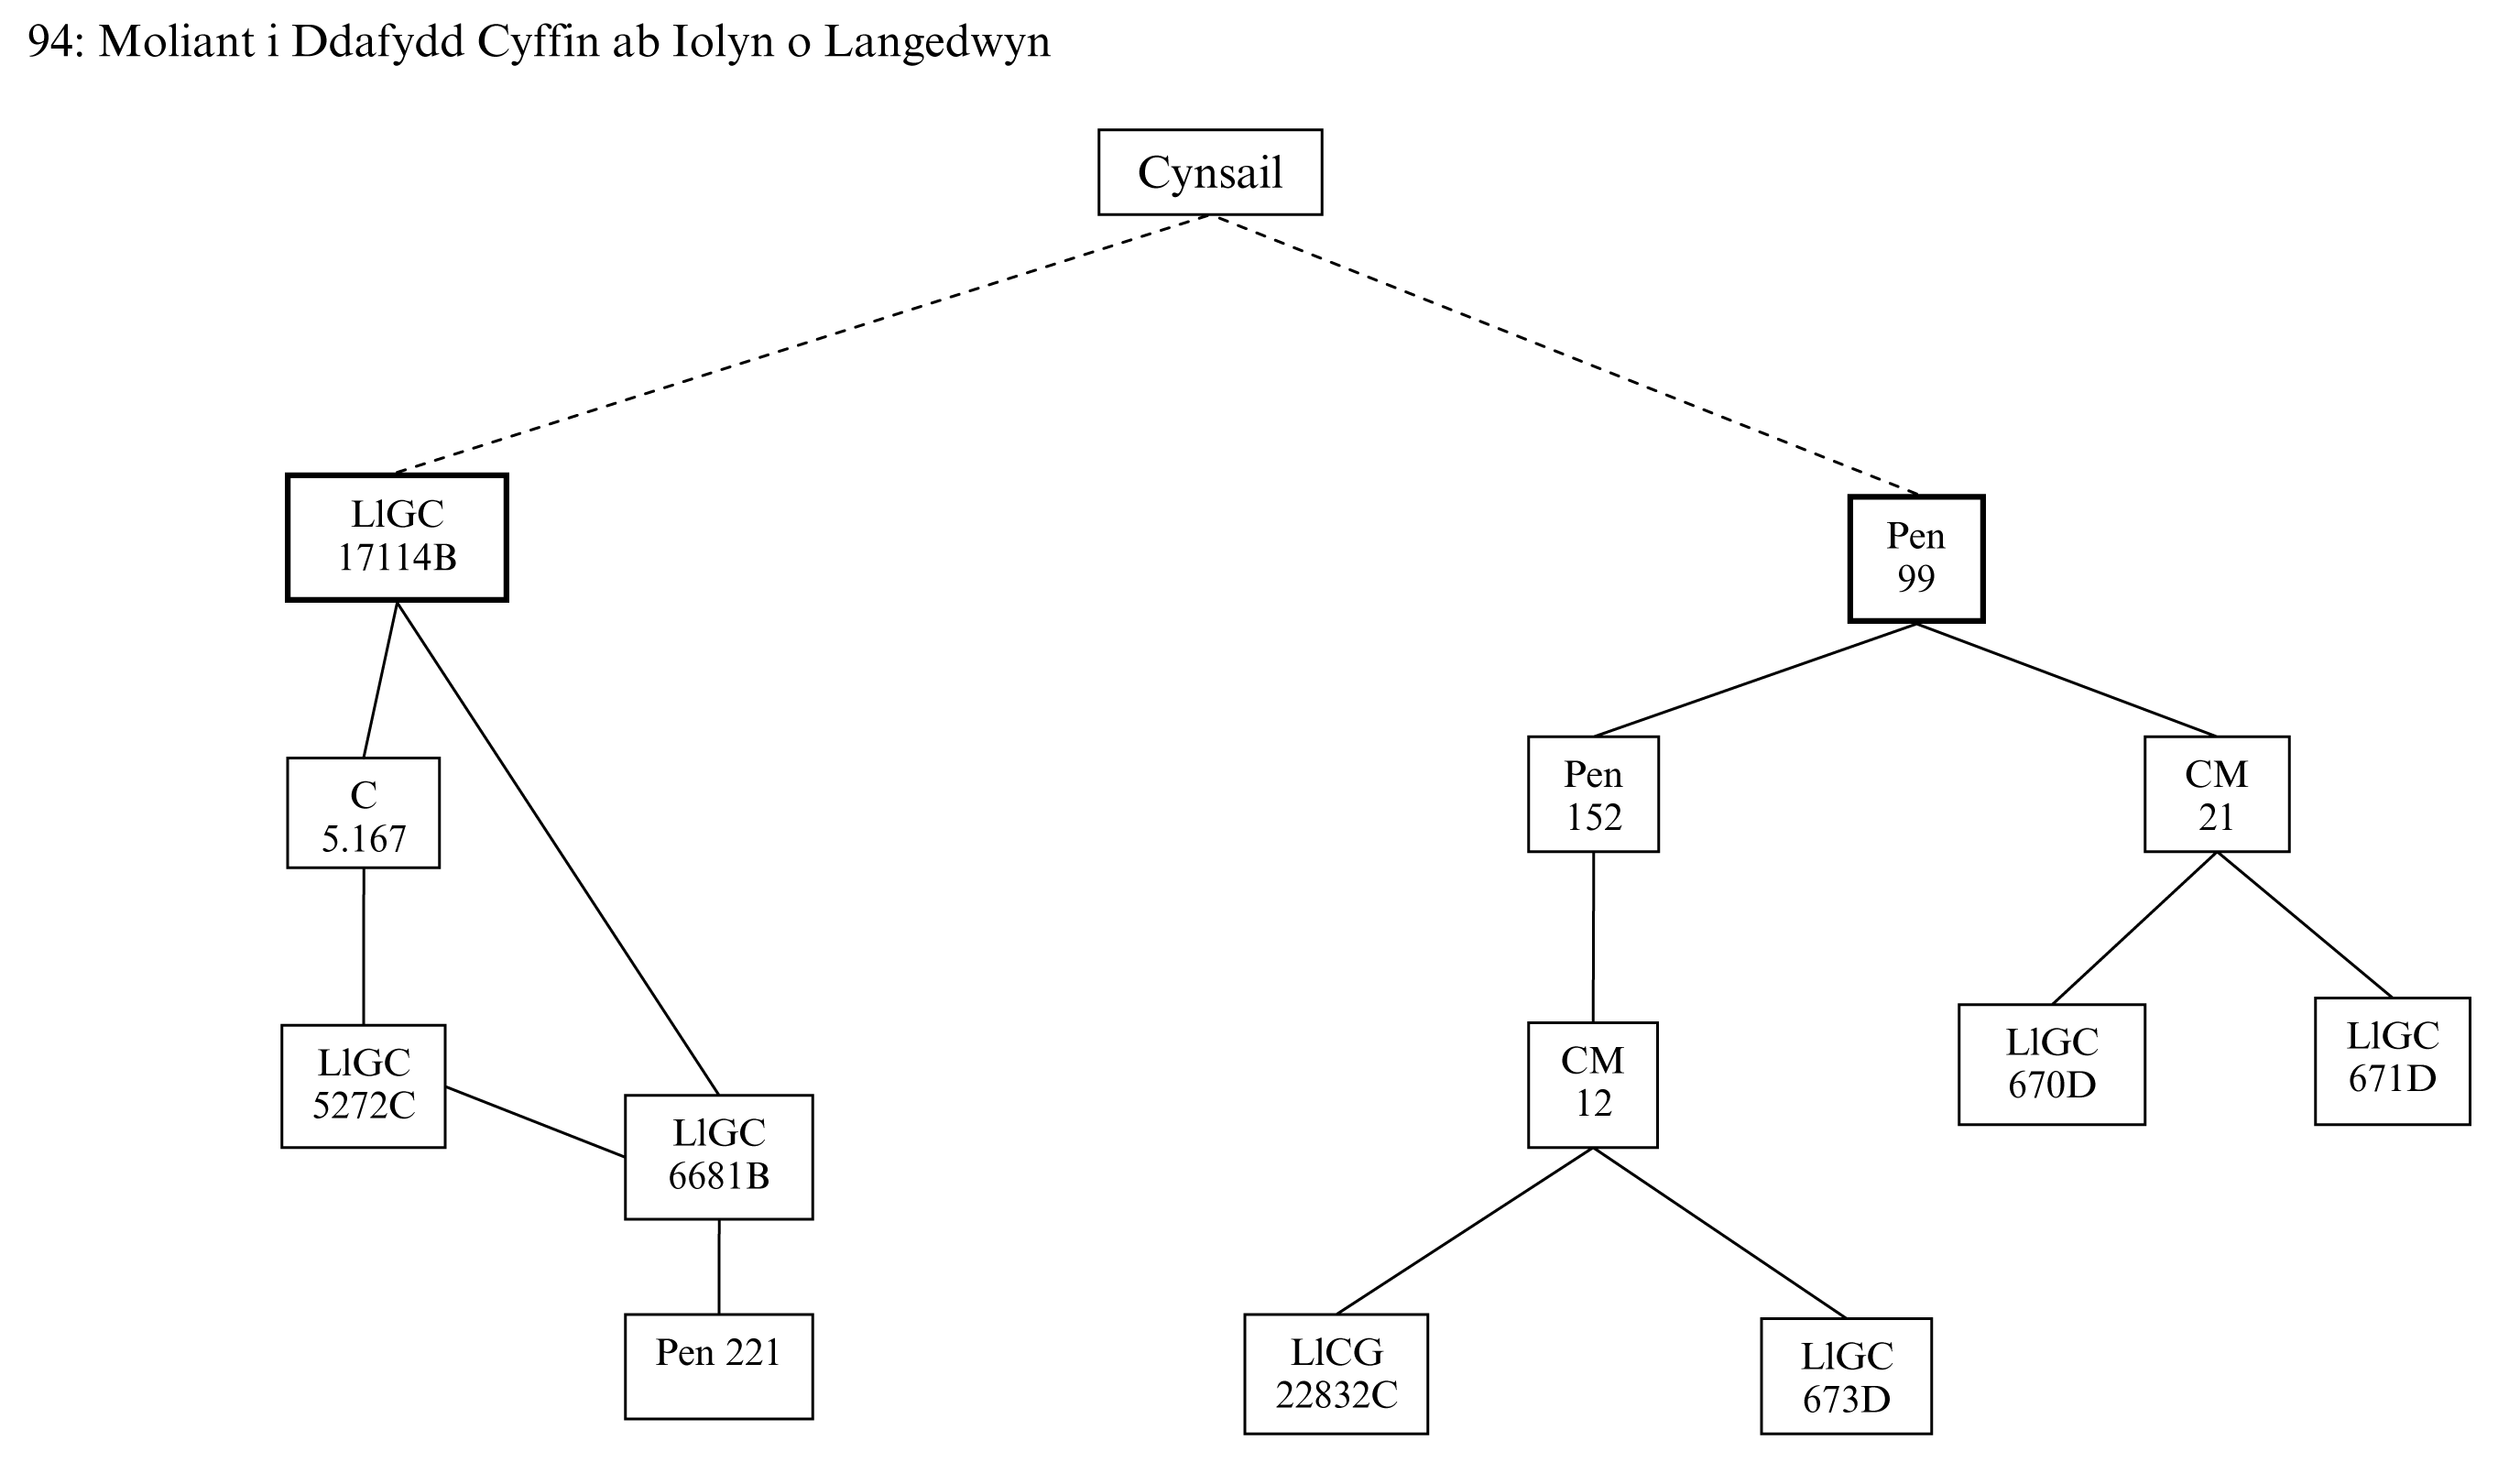 94: Moliant i Ddafydd Cyffin ab Iolyn o Langedwyn
Cynsail
LlGC
17114B
Pen
99
Pen
152
CM
21
C
5.167
LlGC
670D
LlGC
671D
LlGC
5272C
CM
12
LlGC
6681B
Pen 221
LlCG
22832C
LlGC
673D